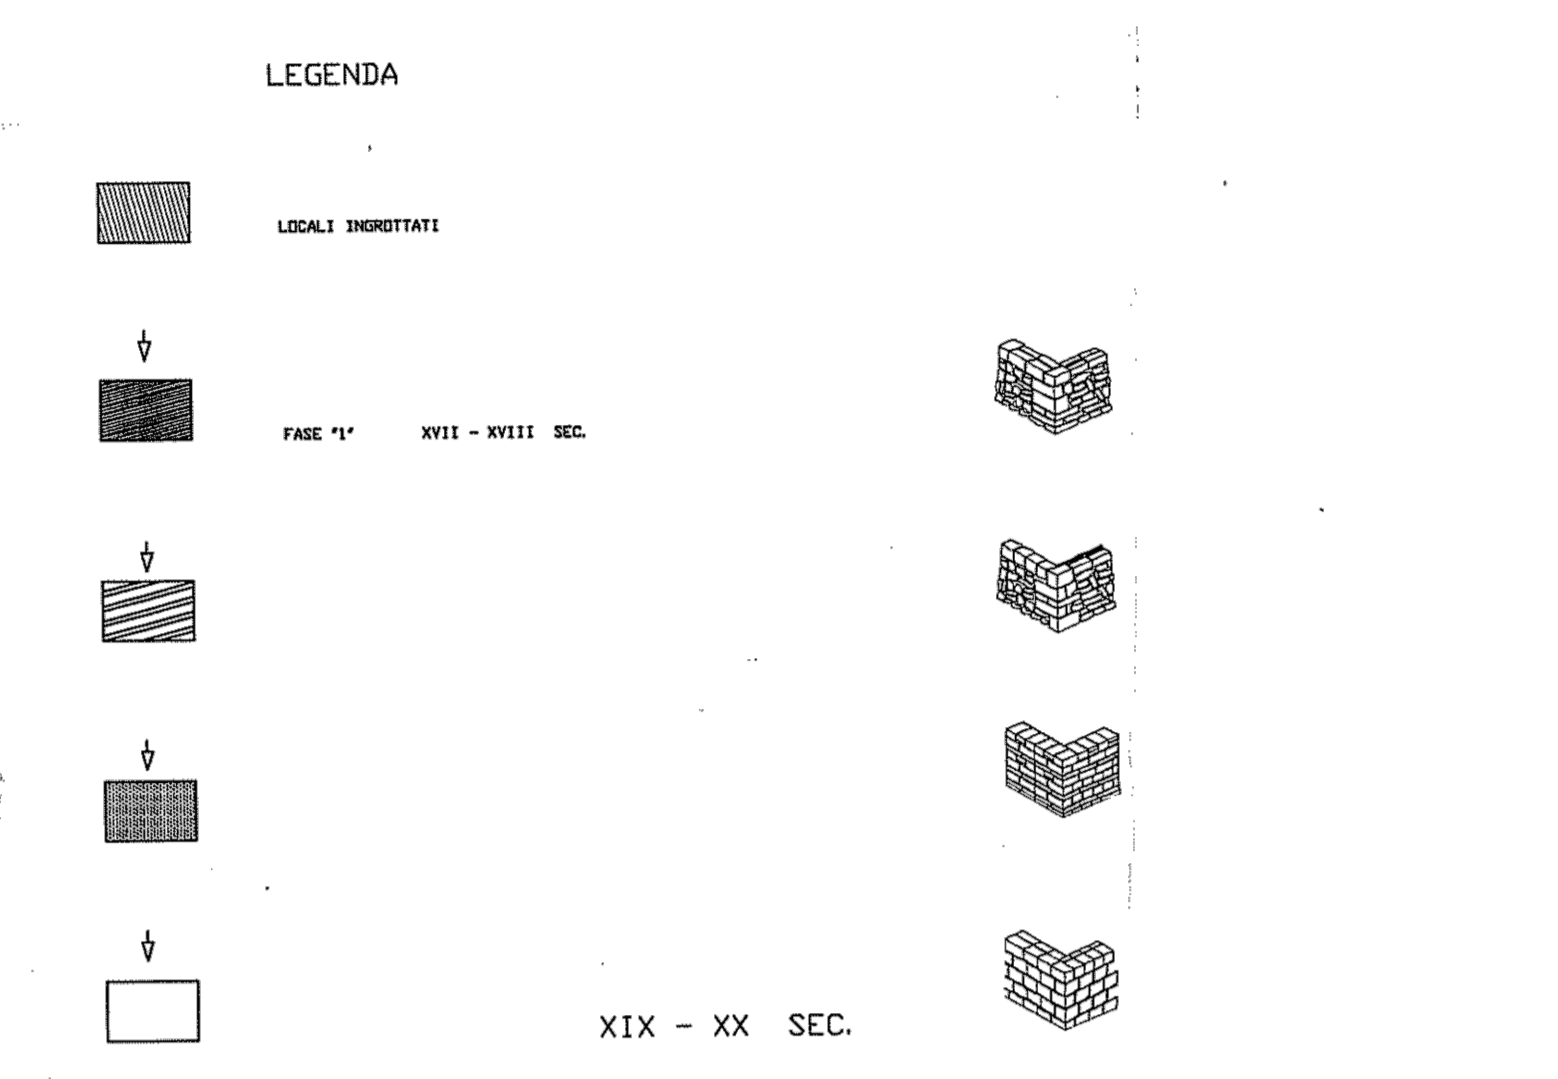 LEGENDA
LOCALI INGROTTATI
FASE "1" XVII - XVIII SEC.
XIX - XX SEC.